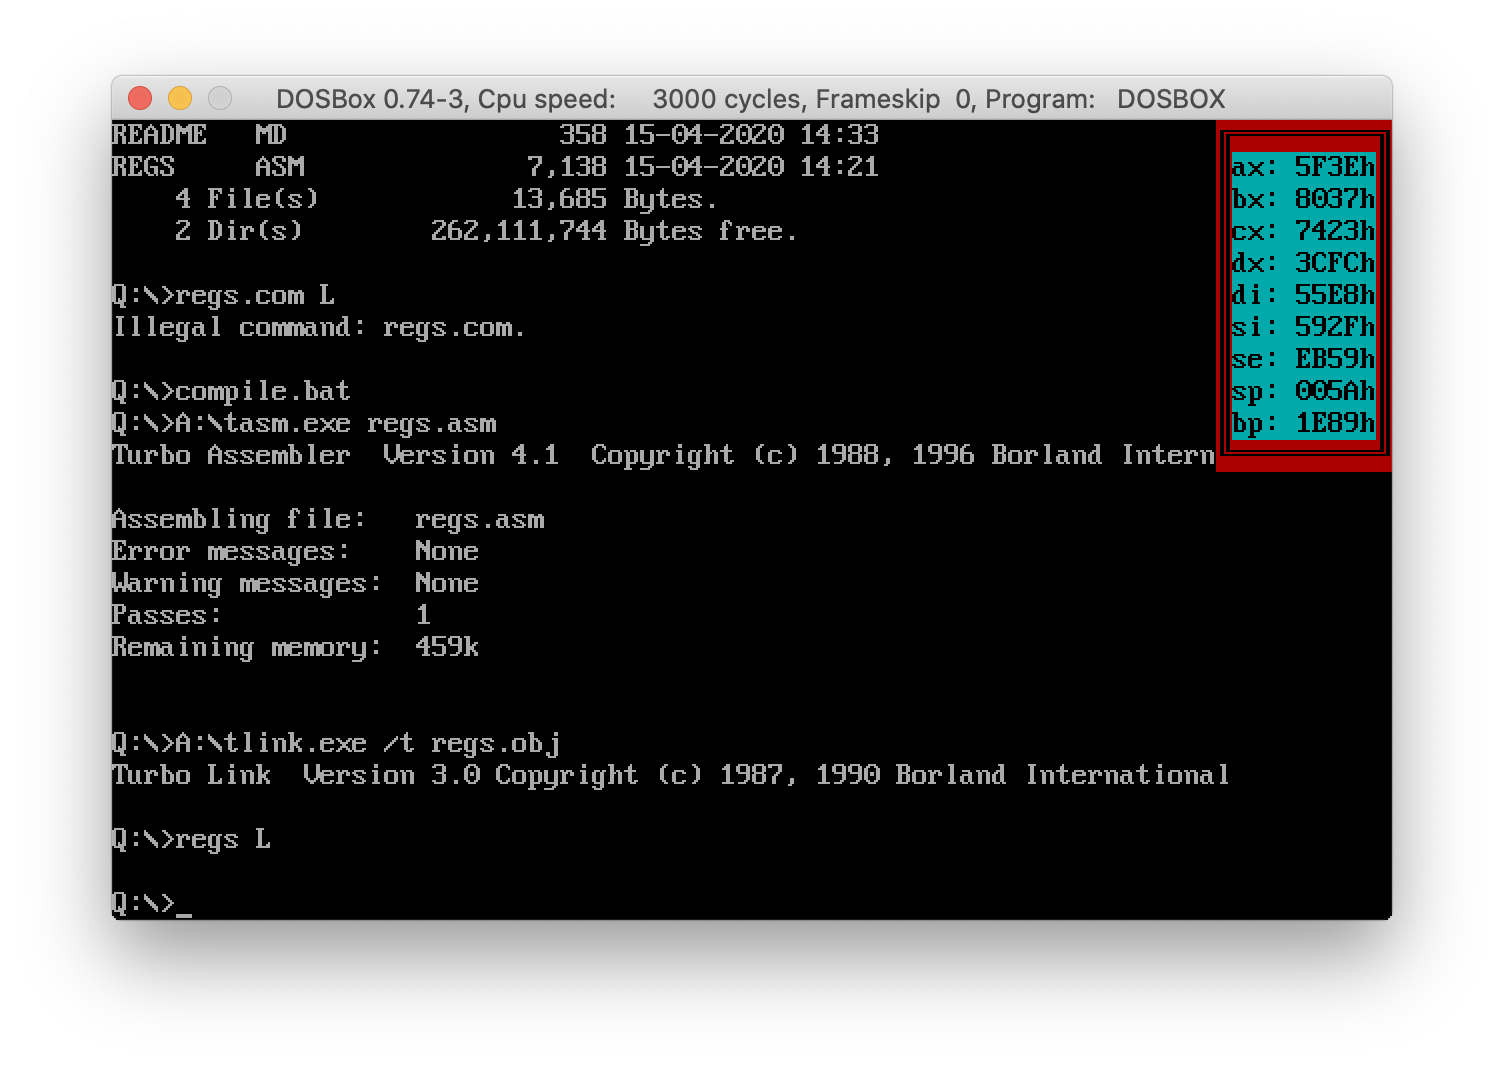 DOSBox 0.74-3, Cpu speed:     3000 cycles, Frameskip  0, Program:   DOSBOX
README   MD                 358 15-04-2020 14:33
REGS     ASM              7,138 15-04-2020 14:21
    4 File(s)            13,685 Bytes.
    2 Dir(s)        262,111,744 Bytes free.
Q:\>regs.com L
Illegal command: regs.com.
Q:\>compile.bat
Q:\>A:\tasm.exe regs.asm
Turbo Assembler  Version 4.1  Copyright (c) 1988, 1996 Borland Intern
Assembling file:   regs.asm
Error messages:    None
Warning messages:  None
Passes:            1
Remaining memory:  459k
Q:\>A:\tlink.exe /t regs.obj
Turbo Link  Version 3.0 Copyright (c) 1987, 1990 Borland International
Q:\>regs L
Q:\>_
ax: 5F3Eh
bx: 8037h
cx: 7423h
dx: 3CFCh
di: 55E8h
si: 592Fh
se: EB59h
sp: 005Ah
bp: 1E89h